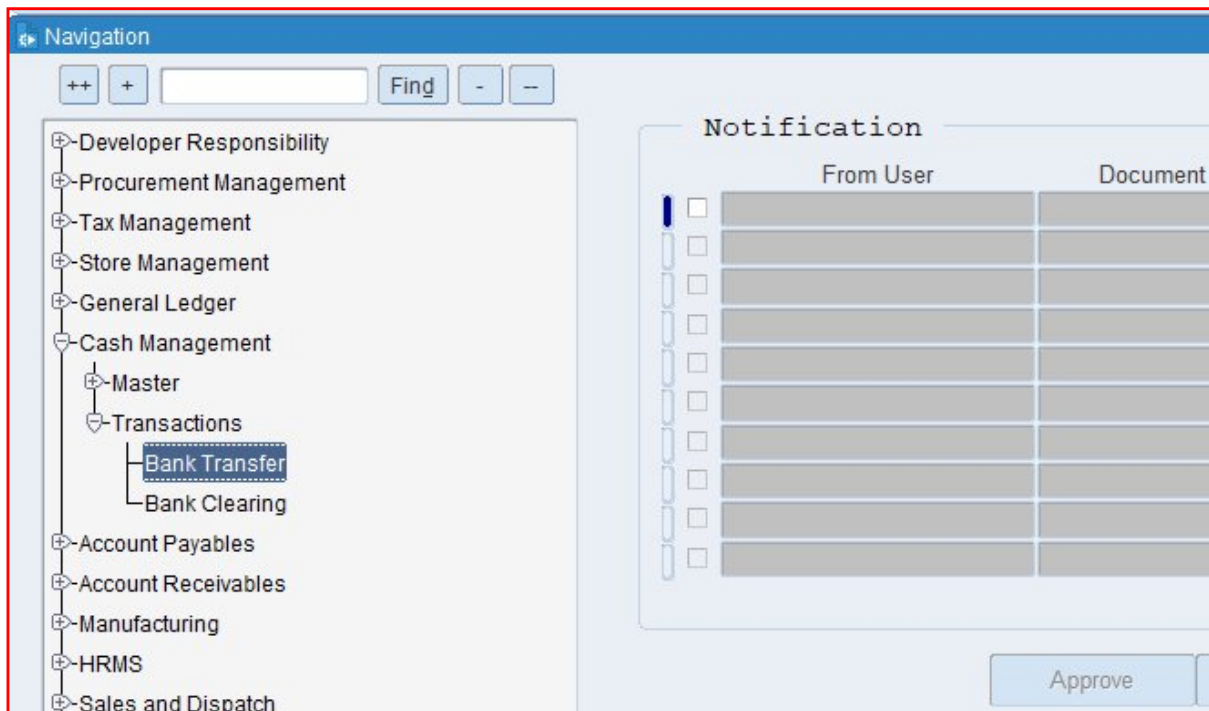 Navigation
++ + Find - --
Developer Responsibility
Procurement Management
Tax Management
Store Management
General Ledger
Cash Management
Master
Transactions
Bank Transfer
Bank Clearing
Account Payables
Account Receivables
Manufacturing
HRMS
Sales and Dispatch
Notification
From User Document
Approve